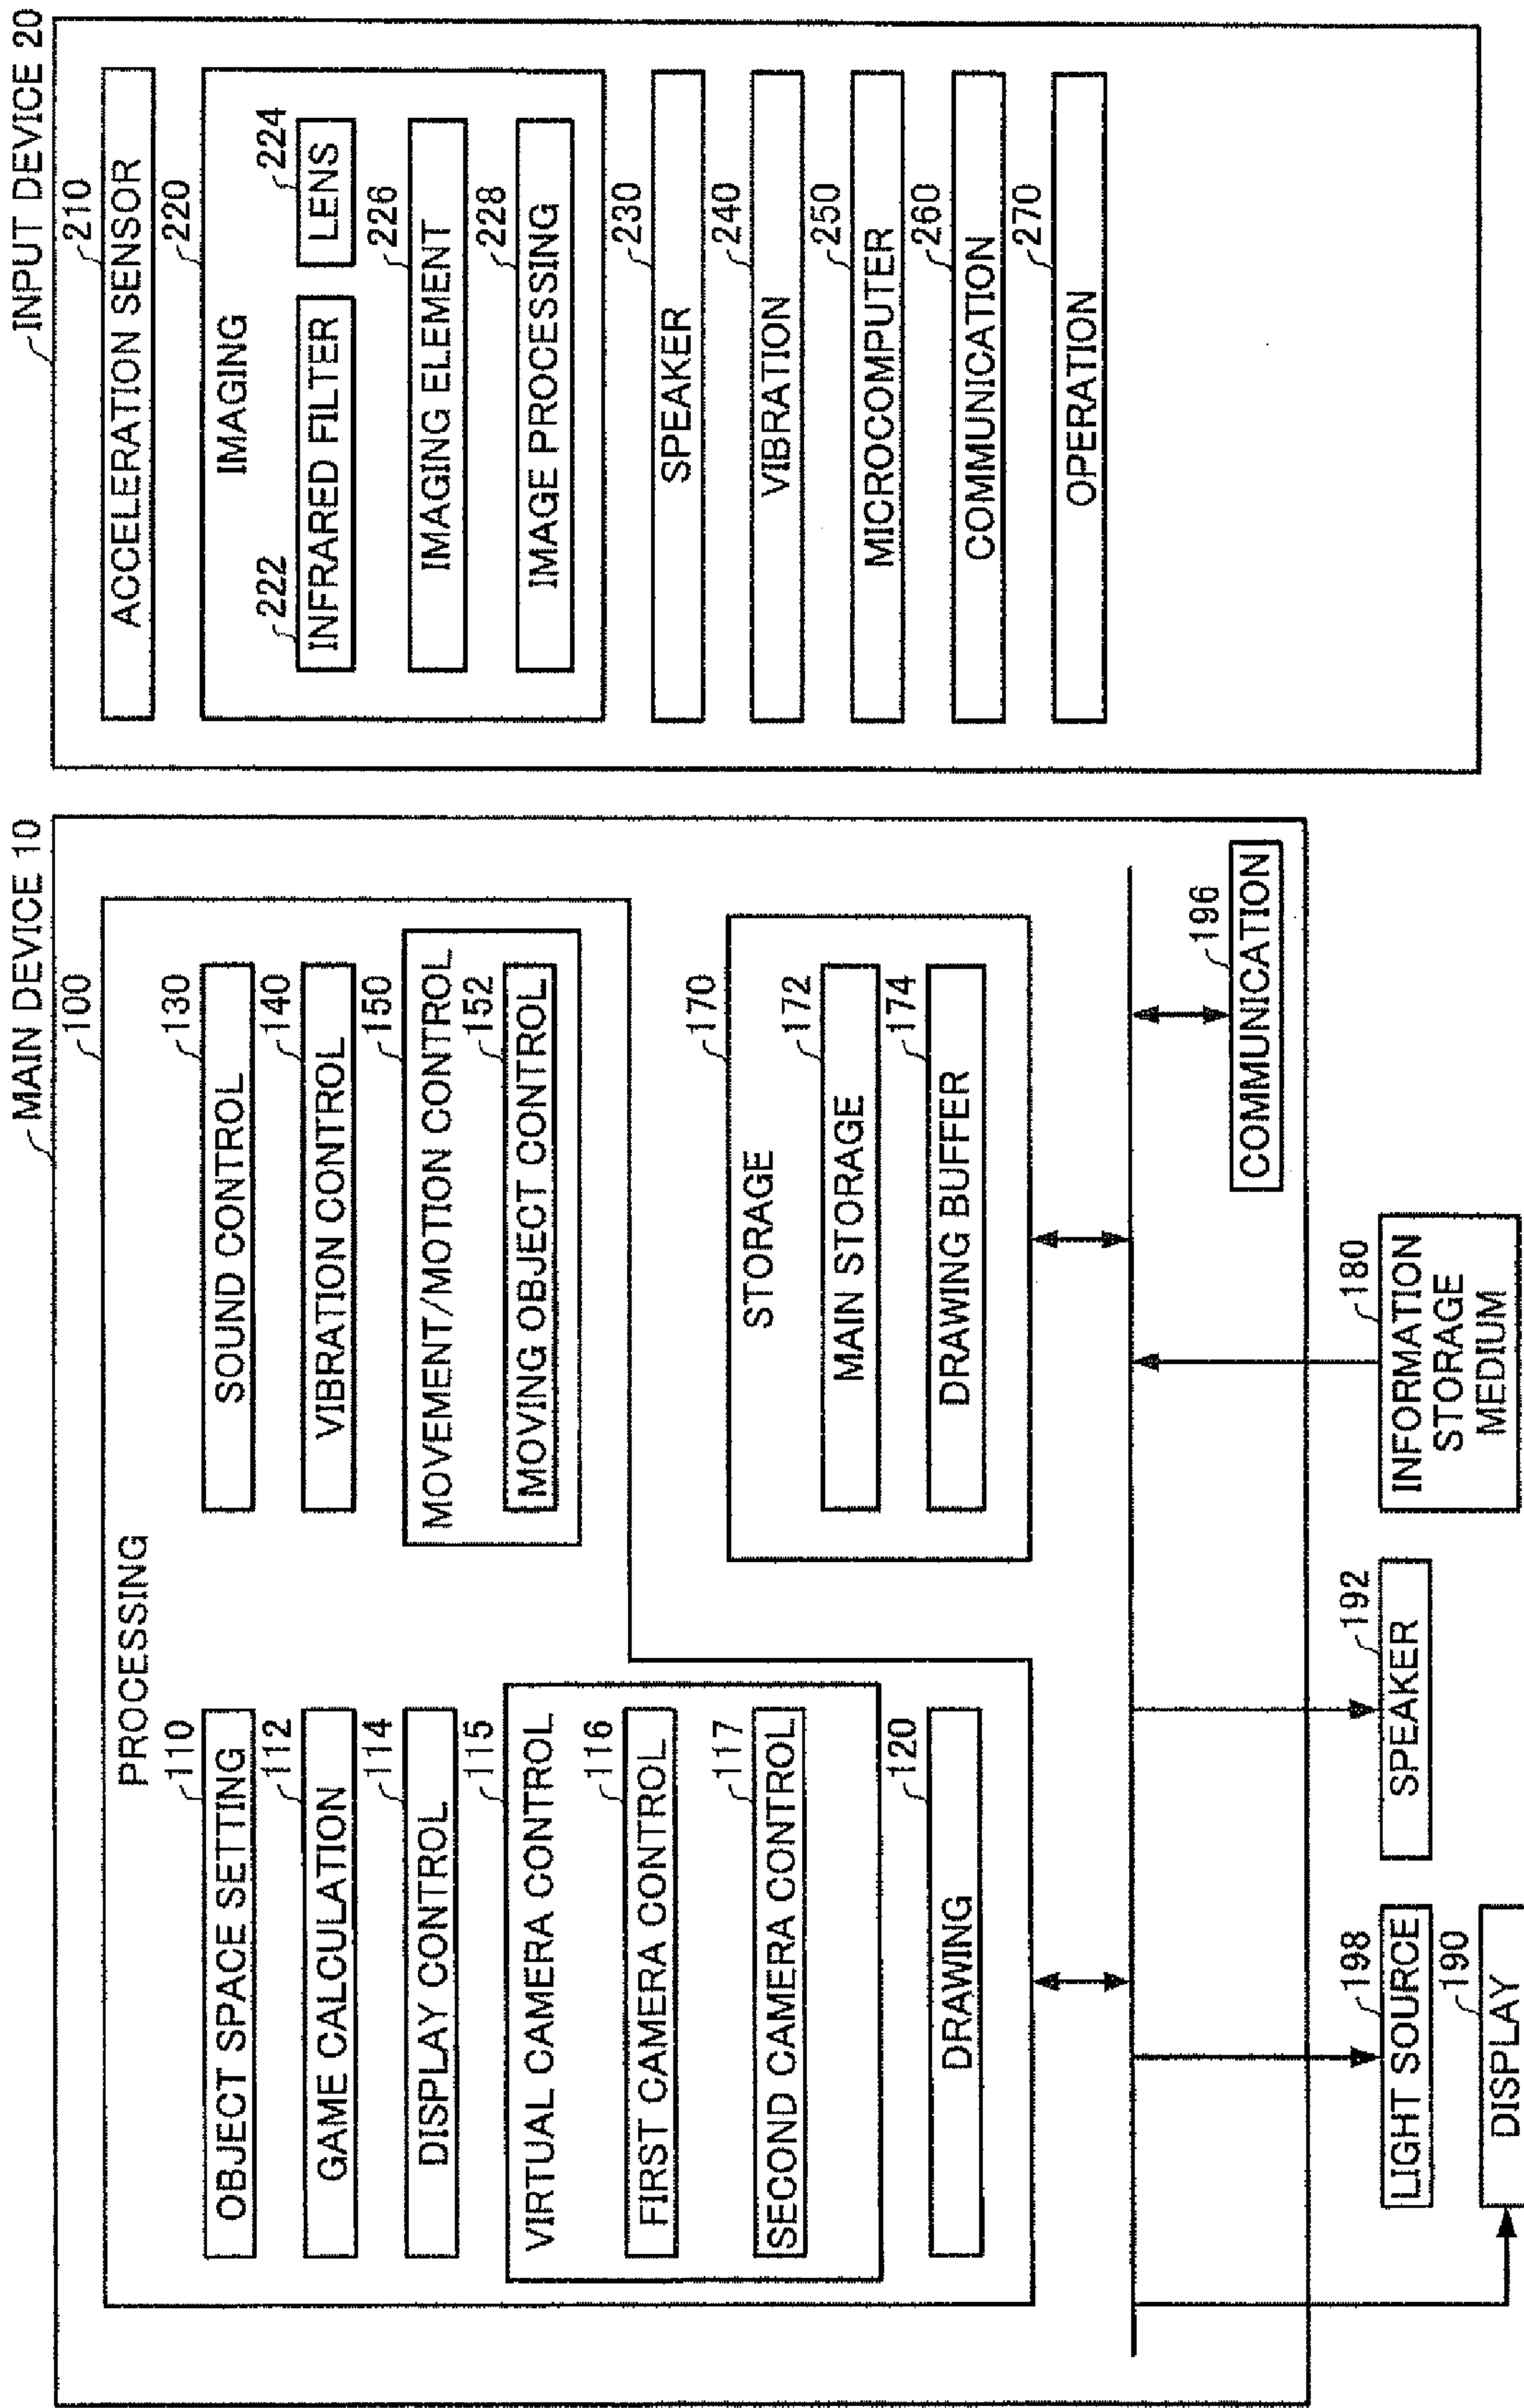 MAIN DEVICE 10
100
PROCESSING
110
OBJECT SPACE SETTING
112
GAME CALCULATION
114
DISPLAY CONTROL
115
VIRTUAL CAMERA CONTROL
116
FIRST CAMERA CONTROL
117
SECOND CAMERA CONTROL
120
DRAWING
130
SOUND CONTROL
140
VIBRATION CONTROL
150
MOVEMENT/MOTION CONTROL
152
MOVING OBJECT CONTROL
170
STORAGE
172
MAIN STORAGE
174
DRAWING BUFFER
196
COMMUNICATION
198
LIGHT SOURCE
190
DISPLAY
192
SPEAKER
180
INFORMATION
STORAGE
MEDIUM
INPUT DEVICE 20
210
ACCELERATION SENSOR
220
IMAGING
222
INFRARED FILTER
224
LENS
226
IMAGING ELEMENT
228
IMAGE PROCESSING
230
SPEAKER
240
VIBRATION
250
MICROCOMPUTER
260
COMMUNICATION
270
OPERATION